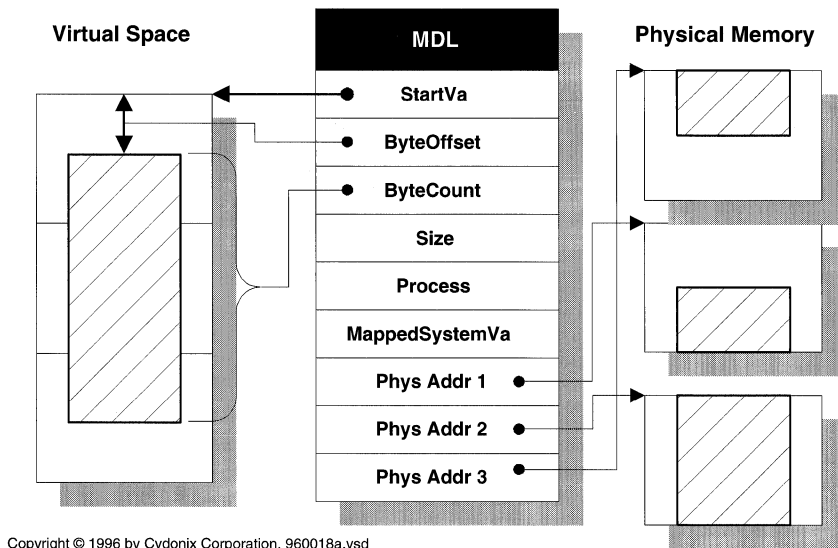 Virtual Space
MDL
Physical Memory
StartVa
ByteOffset
ByteCount
Size
Process
MappedSystemVa
Phys Addr 1
Phys Addr 2
Phys Addr 3
Copyright © 1996 by Cydonix Corporation. 960018a.vsd